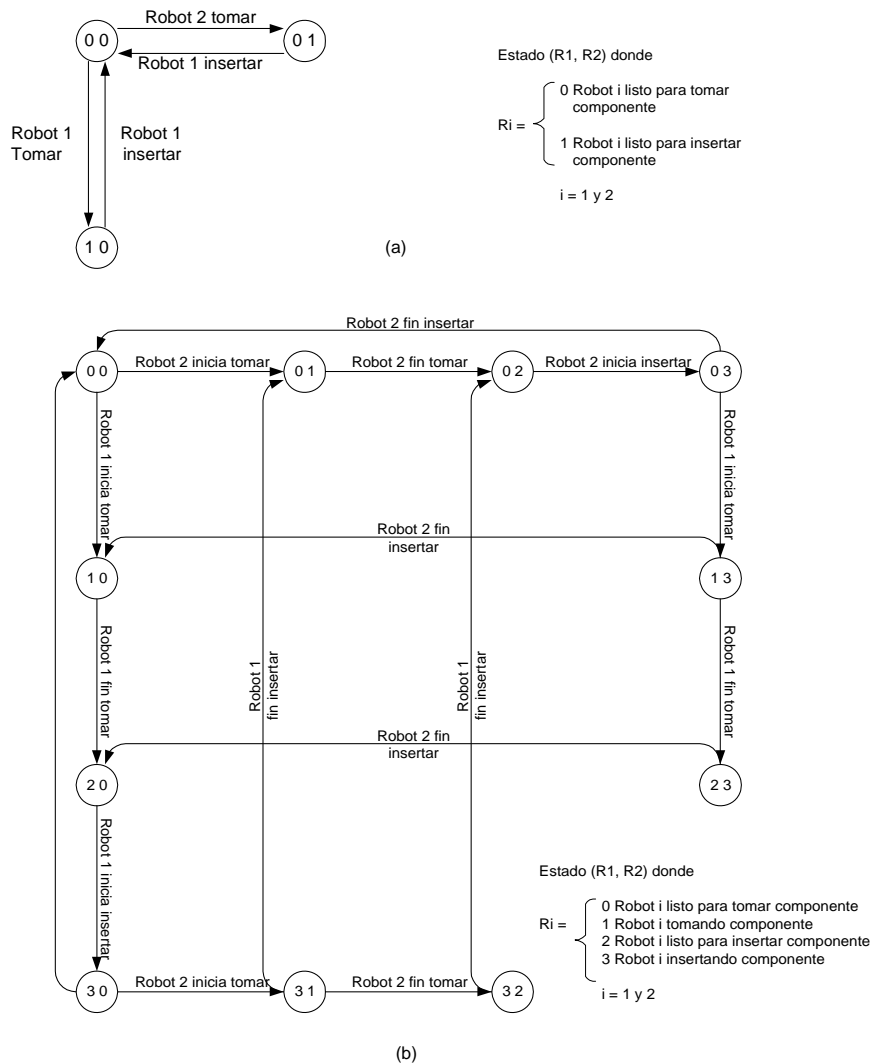 Robot 2 tomar
0 0
0 1
Robot 1 insertar
Robot 1
Tomar
Robot 1
insertar
1 0
Estado (R1, R2) donde
Ri =
0 Robot i listo para tomar
componente
1 Robot i listo para insertar
componente
i = 1 y 2
(a)
Robot 2 fin insertar
0 0
Robot 2 inicia tomar
0 1
Robot 2 fin tomar
0 2
Robot 2 inicia insertar
0 3
Robot 1 inicia tomar
Robot 1 inicia tomar
Robot 2 fin
insertar
1 0
1 3
Robot 1 fin tomar
Robot 1
fin insertar
Robot 1
fin insertar
Robot 1 fin tomar
Robot 2 fin
insertar
2 0
2 3
Robot 1 inicia insertar
Estado (R1, R2) donde
Ri =
0 Robot i listo para tomar componente
1 Robot i tomando componente
2 Robot i listo para insertar componente
3 Robot i insertando componente
i = 1 y 2
3 0
Robot 2 inicia tomar
3 1
Robot 2 fin tomar
3 2
(b)